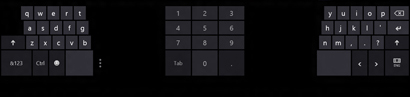 q w e r t
a s d f g
z x c v b
&123 Ctrl
1 2 3
4 5 6
7 8 9
Tab 0 .
y u i o p
h j k l '
n m , . ?
< >